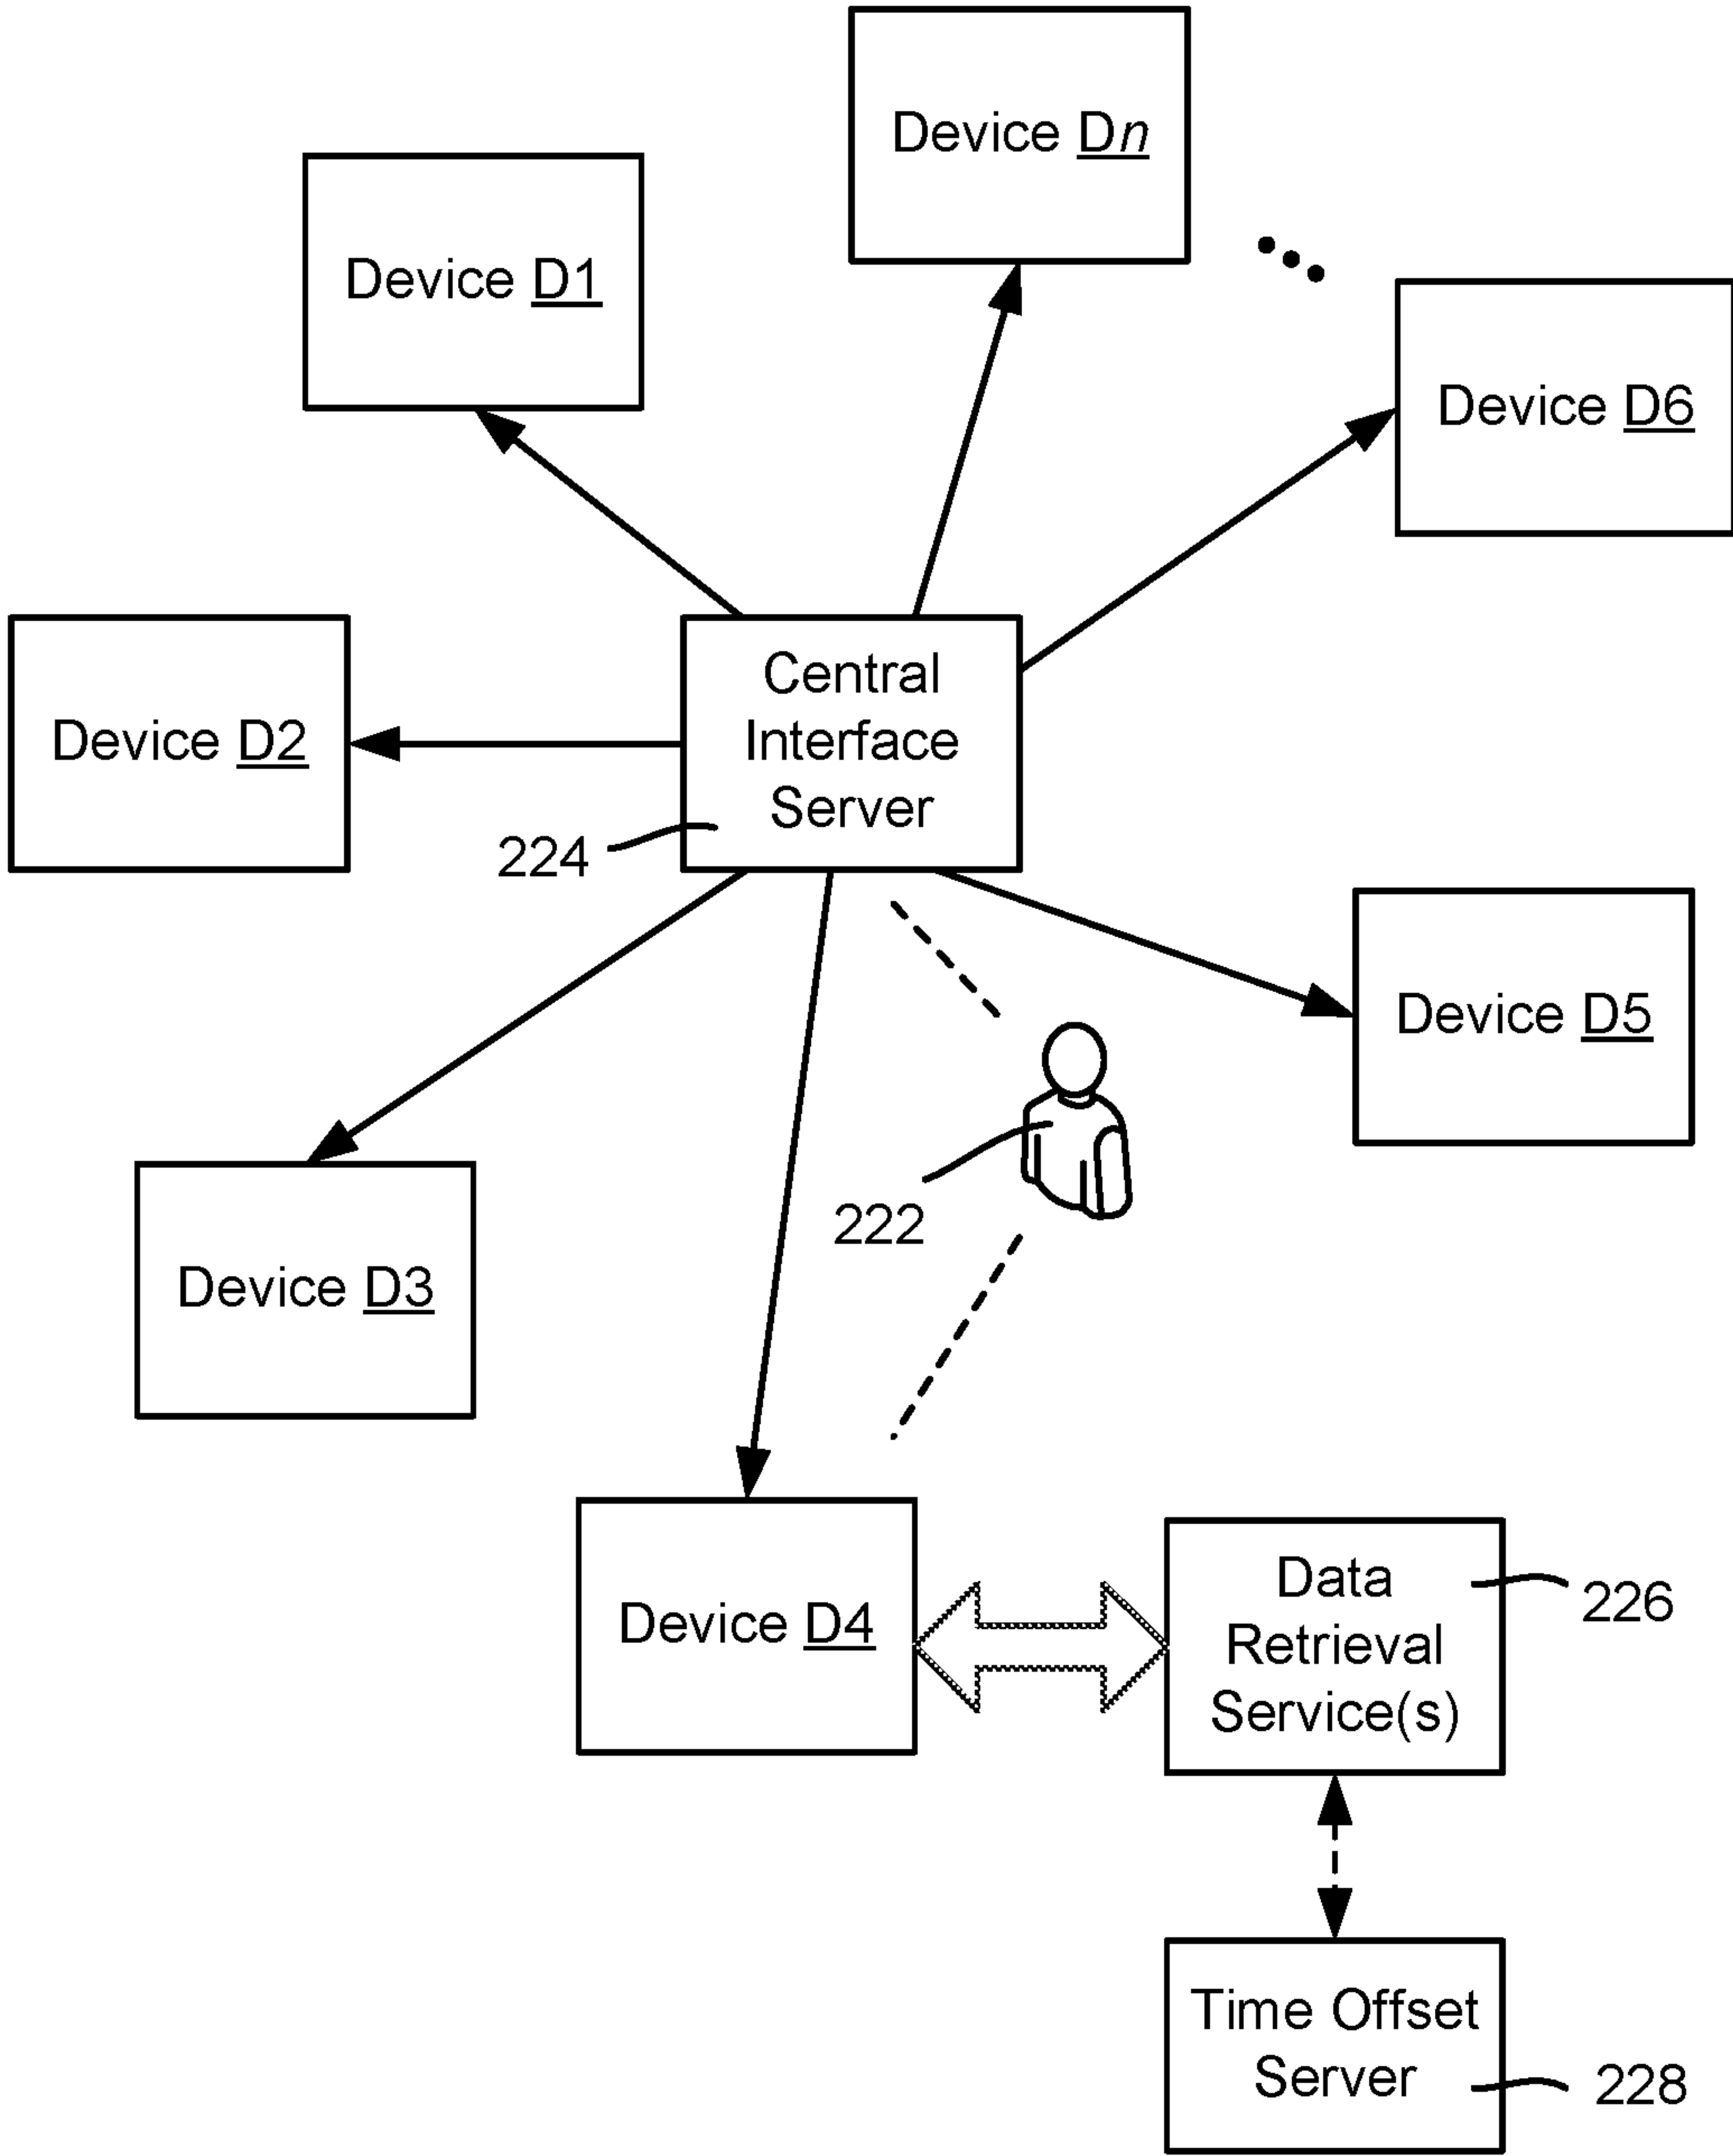 Device Dn
Device D1
Device D6
Central
Interface
Server
Device D2
224
Device D5
222
Device D3
Data
Retrieval
Service(s)
226
Device D4
Time Offset
Server
228